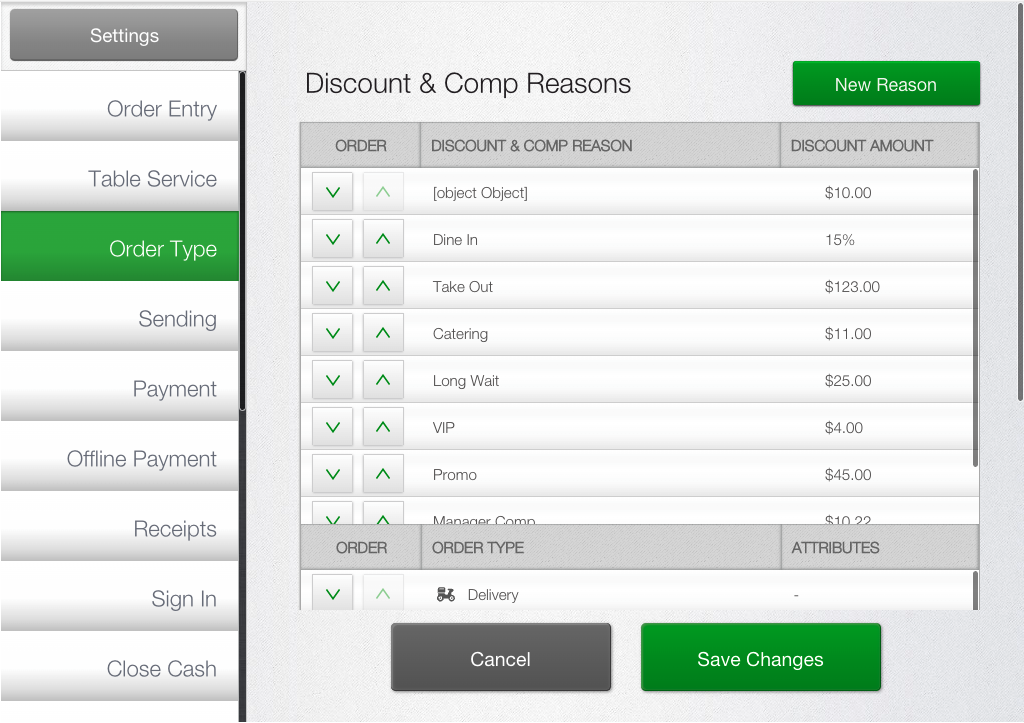 Settings
Order Entry
Table Service
Order Type
Sending
Payment
Offline Payment
Receipts
Sign In
Close Cash
Discount & Comp Reasons
New Reason
ORDER DISCOUNT & COMP REASON DISCOUNT AMOUNT
[object Object] $10.00
Dine In 15%
Take Out $123.00
Catering $11.00
Long Wait $25.00
VIP $4.00
Promo $45.00
Manager Comp $10.22
ORDER ORDER TYPE ATTRIBUTES
Delivery -
Cancel Save Changes